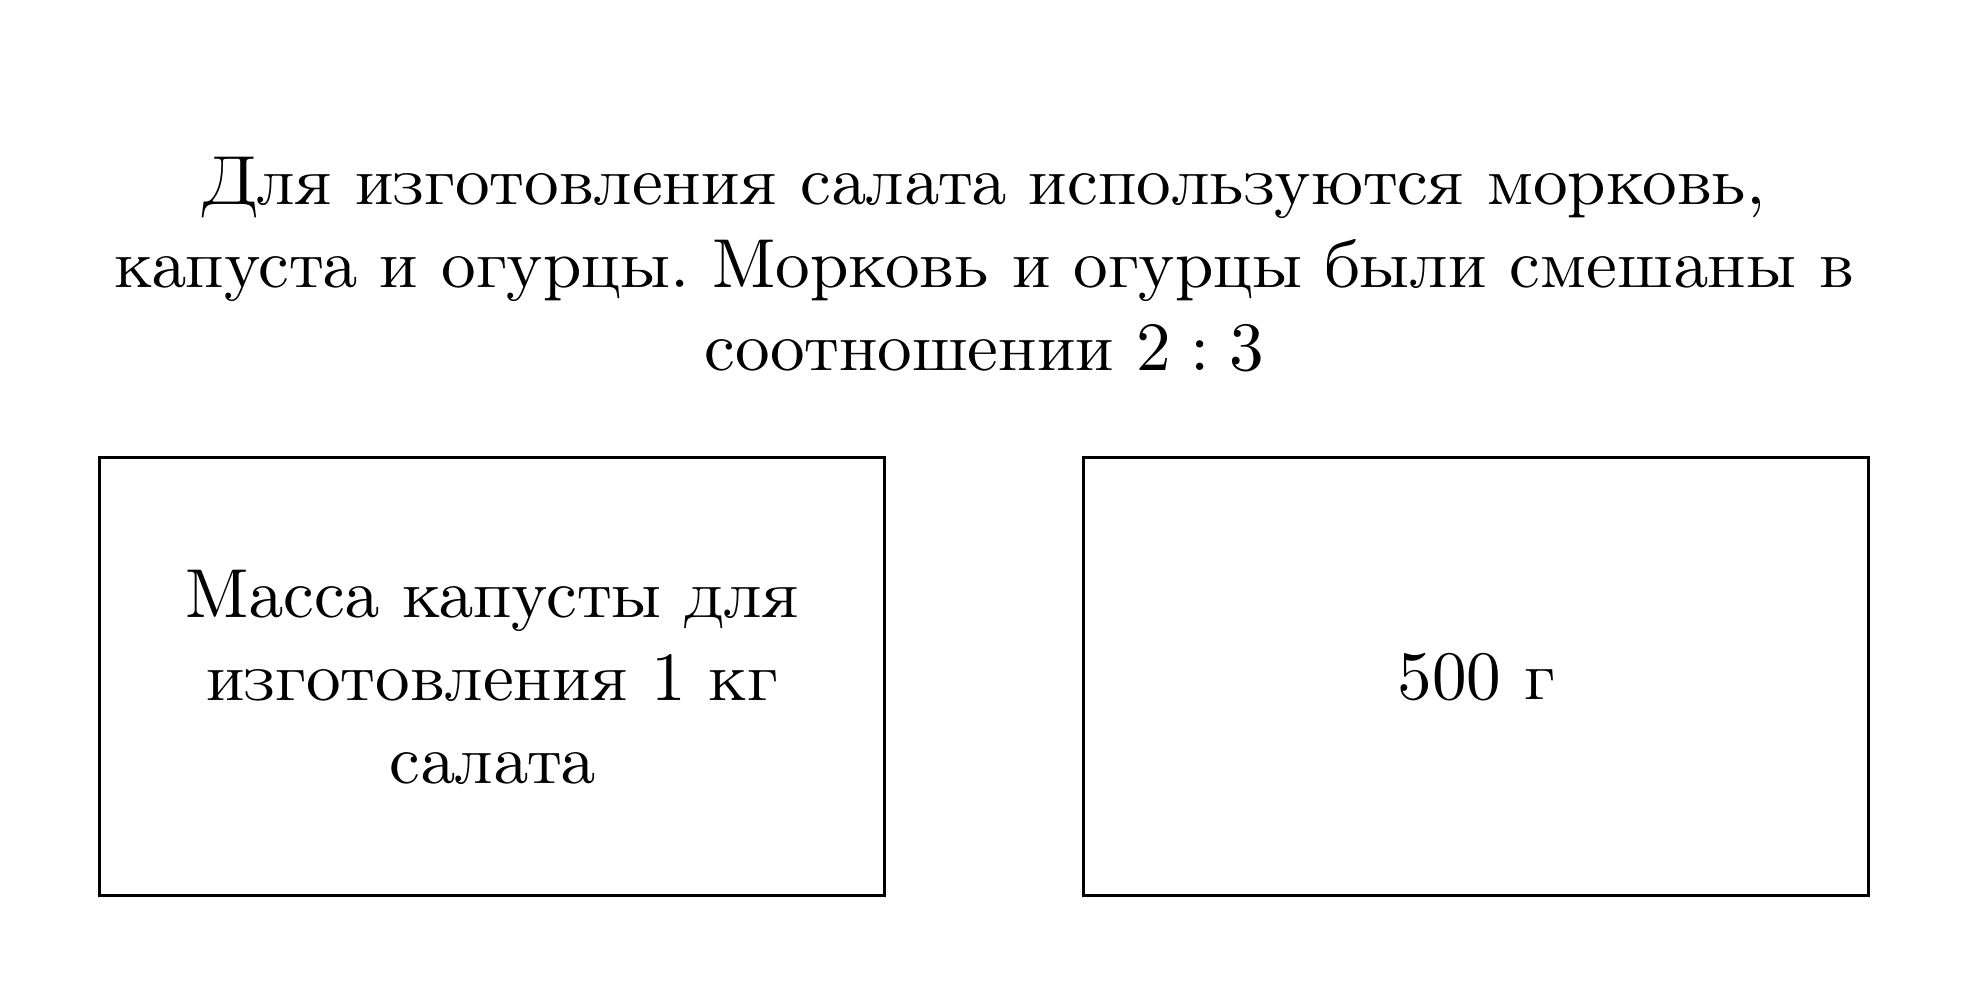 Для изготовления салата используются морковь,
капуста и огурцы. Морковь и огурцы были смешаны в
соотношении 2 : 3
Масса капусты для
изготовления 1 кг
салата
500 г